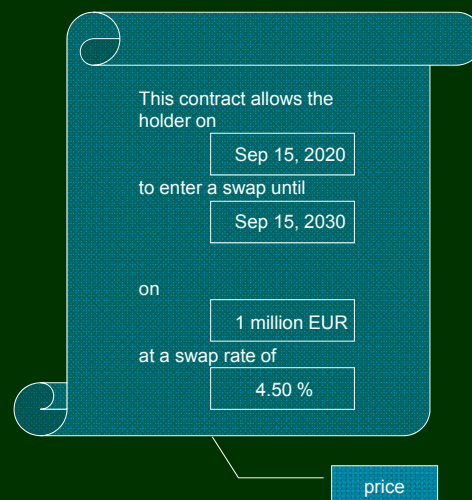 This contract allows the
holder on
Sep 15, 2020
to enter a swap until
Sep 15, 2030
on
1 million EUR
at a swap rate of
4.50 %
price